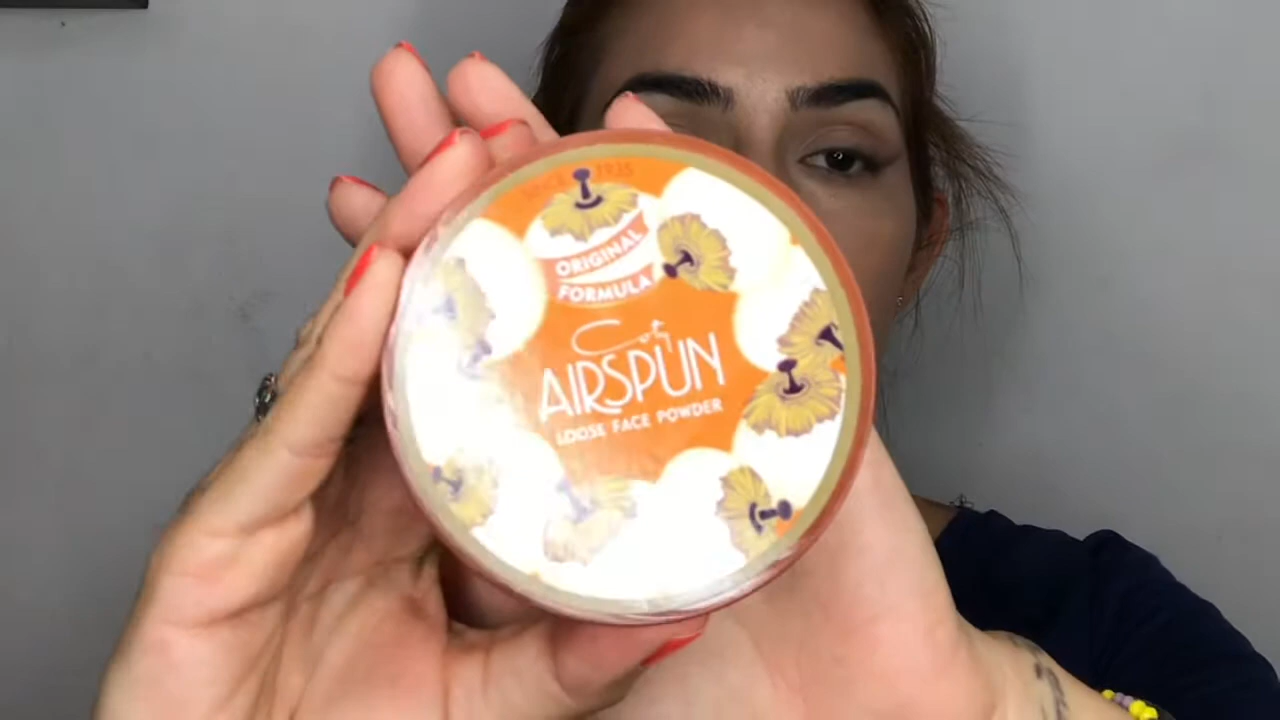 SINCE 1935
ORIGINAL
FORMULA
Coty
AIRSPUN
LOOSE FACE POWDER